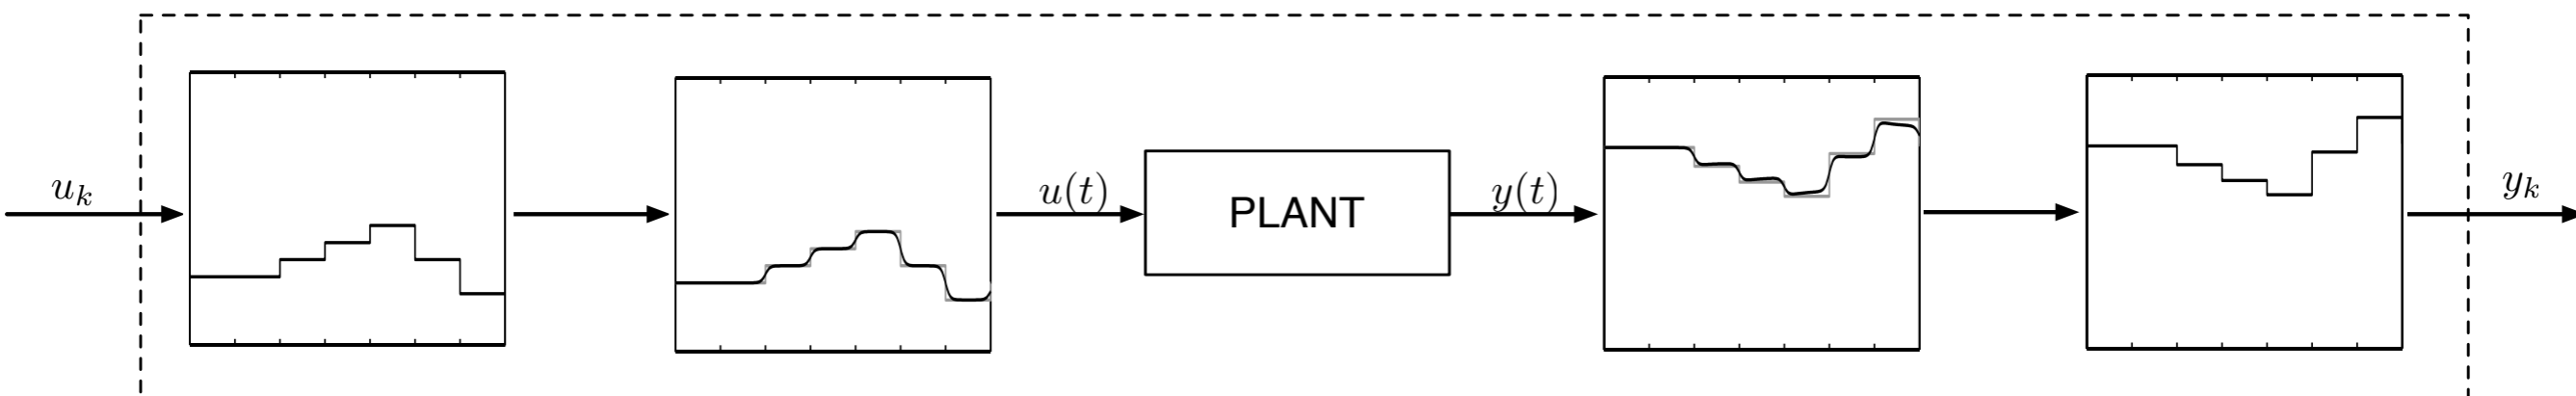 u_k u(t) PLANT y(t) y_k